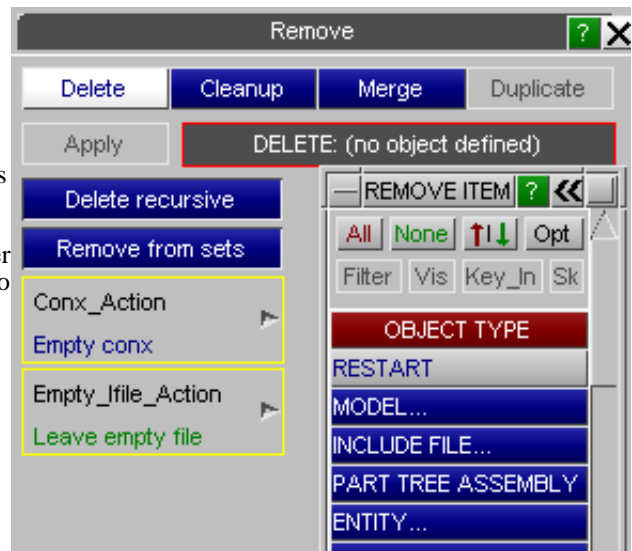 Remove ?
Delete Cleanup Merge Duplicate
Apply DELETE: (no object defined)
s
Delete recursive
Remove from sets
er
o
Conx_Action
Empty conx
Empty_Ifile_Action
Leave empty file
REMOVE ITEM ?
All None Opt
Filter Vis Key_In Sk
OBJECT TYPE
RESTART
MODEL...
INCLUDE FILE...
PART TREE ASSEMBLY
ENTITY...